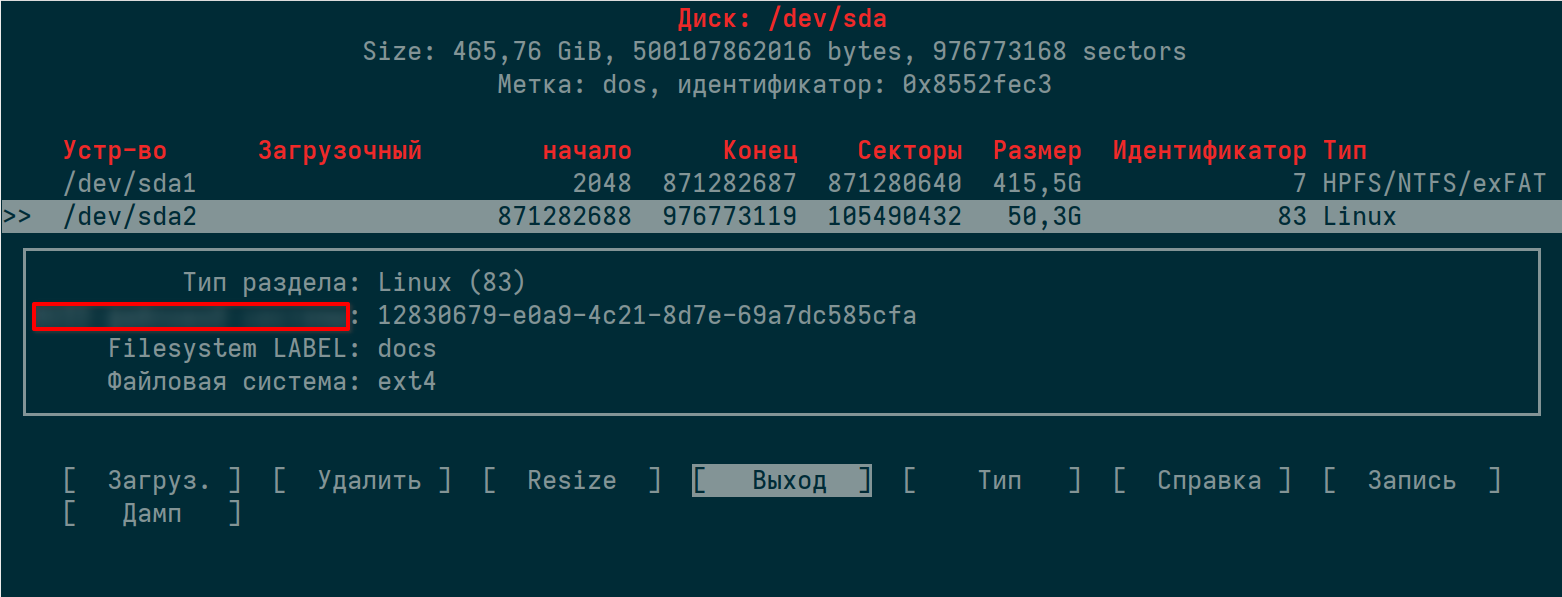 Диск: /dev/sda
Size: 465,76 GiB, 500107862016 bytes, 976773168 sectors
Метка: dos, идентификатор: 0x8552fec3
Устр-во Загрузочный начало Конец Секторы Размер Идентификатор Тип
/dev/sda1 2048 871282687 871280640 415,5G 7 HPFS/NTFS/exFAT
>> /dev/sda2 871282688 976773119 105490432 50,3G 83 Linux
Тип раздела: Linux (83)
: 12830679-e0a9-4c21-8d7e-69a7dc585cfa
Filesystem LABEL: docs
Файловая система: ext4
[ Загруз. ] [ Удалить ] [ Resize ] [ Выход ] [ Тип ] [ Справка ] [ Запись ]
[ Дамп ]